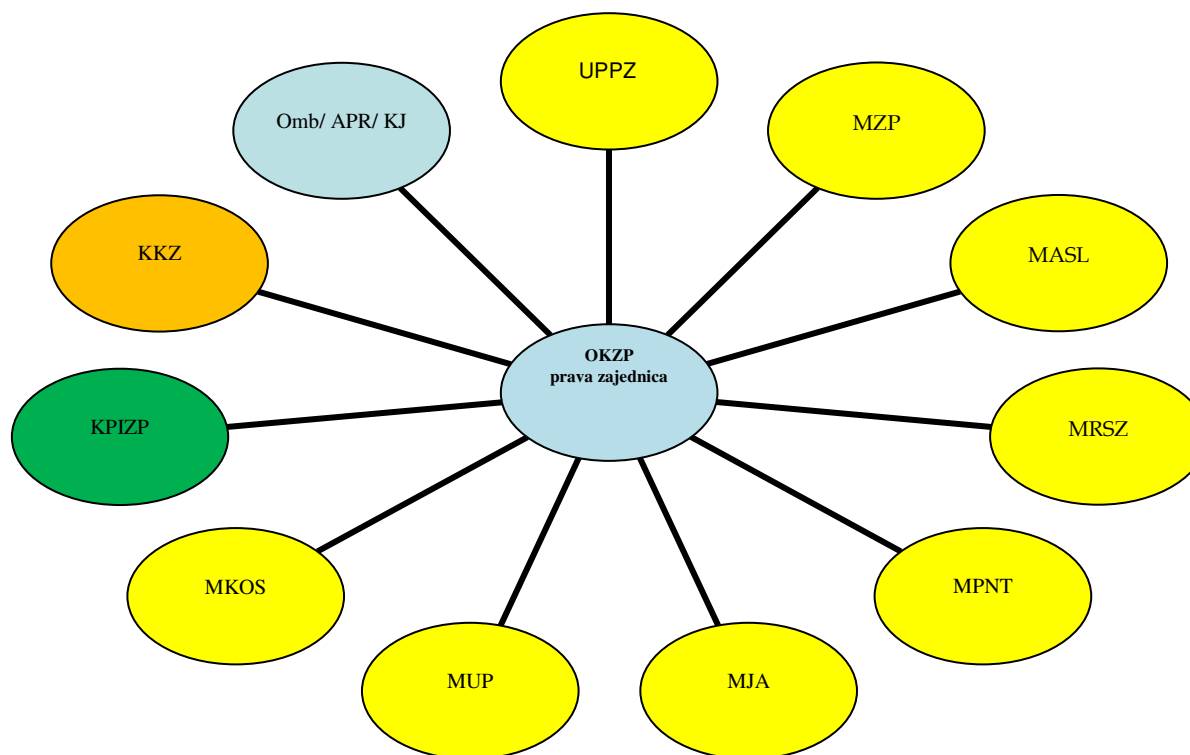 UPPZ
Omb/ APR/ KJ
MZP
KKZ
MASL
OKZP
prava zajednica
KPIZP
MRSZ
MKOS
MPNT
MUP
MJA